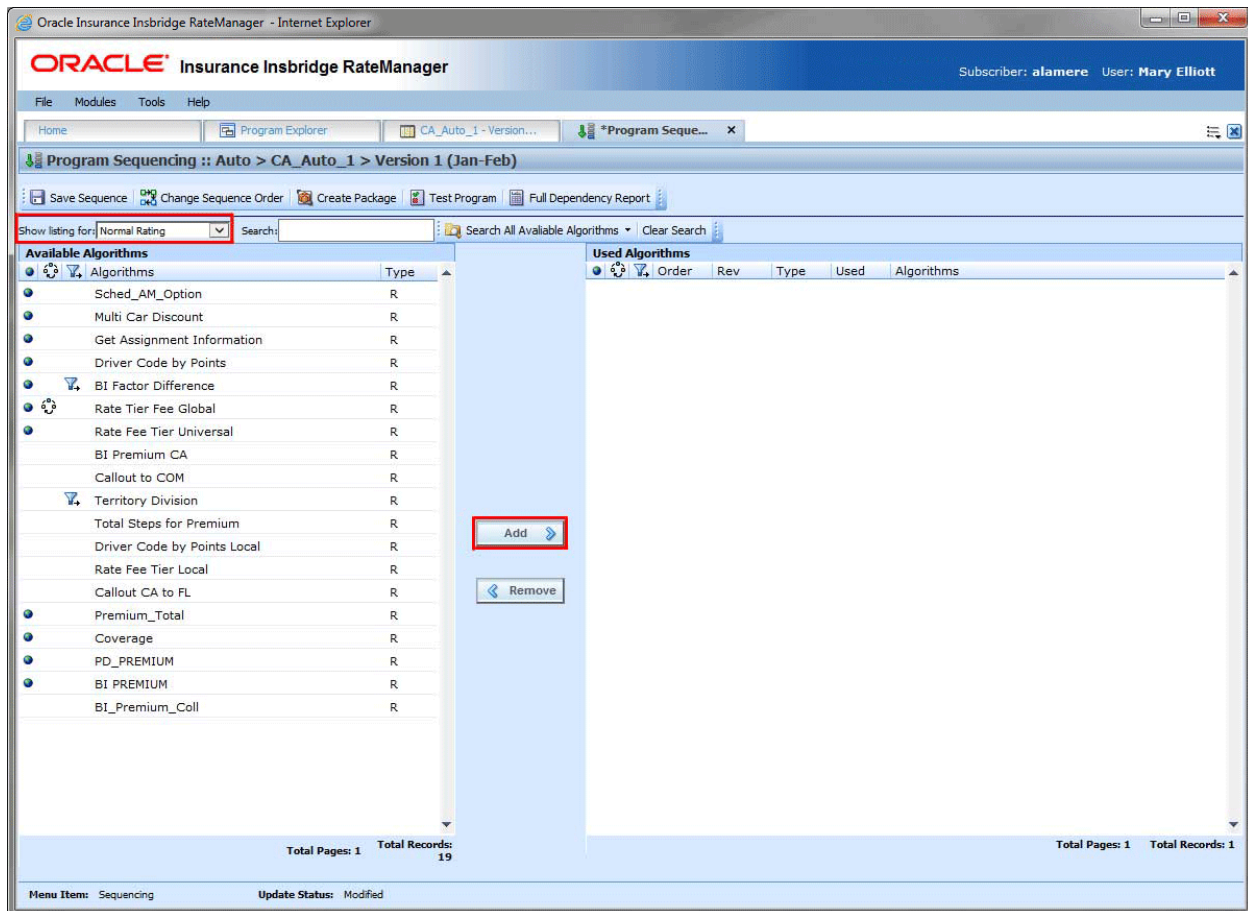 Oracle Insurance Insbridge RateManager - Internet Explorer
ORACLE Insurance Insbridge RateManager
Subscriber: alamere User: Mary Elliott
File Modules Tools Help
Home Program Explorer CA_Auto_1 - Version... *Program Seque... x
Program Sequencing :: Auto > CA_Auto_1 > Version 1 (Jan-Feb)
Save Sequence Change Sequence Order Create Package Test Program Full Dependency Report
Show listing for: Normal Rating Search: Search All Avaliable Algorithms Clear Search
Available Algorithms Used Algorithms
Algorithms Type Order Rev Type Used Algorithms
Sched_AM_Option R
Multi Car Discount R
Get Assignment Information R
Driver Code by Points R
BI Factor Difference R
Rate Tier Fee Global R
Rate Fee Tier Universal R
BI Premium CA R
Callout to COM R
Territory Division R
Total Steps for Premium R
Add
Driver Code by Points Local R
Rate Fee Tier Local R
Callout CA to FL R
Remove
Premium_Total R
Coverage R
PD_PREMIUM R
BI PREMIUM R
BI_Premium_Coll R
Total Pages: 1 Total Records: 19
Total Pages: 1 Total Records: 1
Menu Item: Sequencing Update Status: Modified